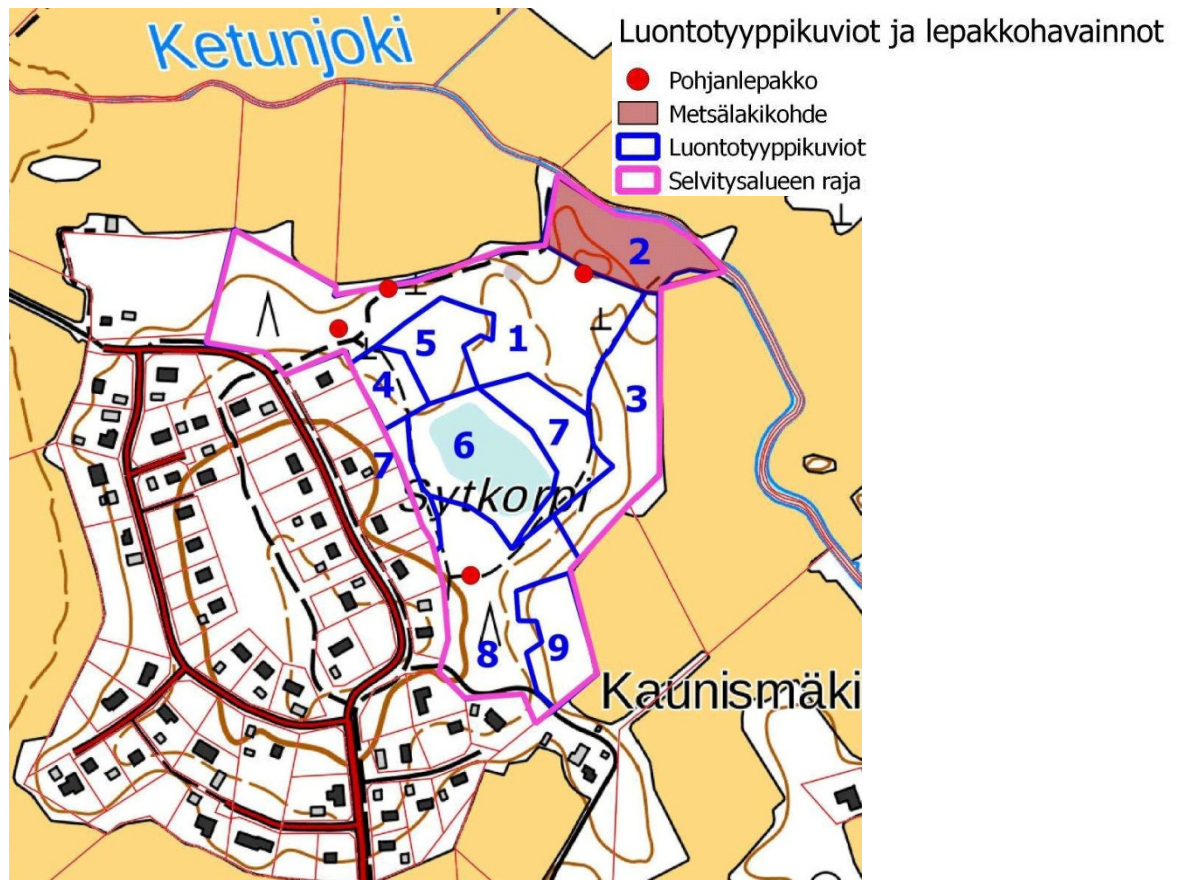 Ketunjoki
Luontotyyppikuviot ja lepakkohavainnot
Pohjanlepakko
Metsälakikohde
Luontotyyppikuviot
Selvitysalueen raja
2
5
1
4
3
7
6
7
Sytkorpi
8
9
Kaunismäki